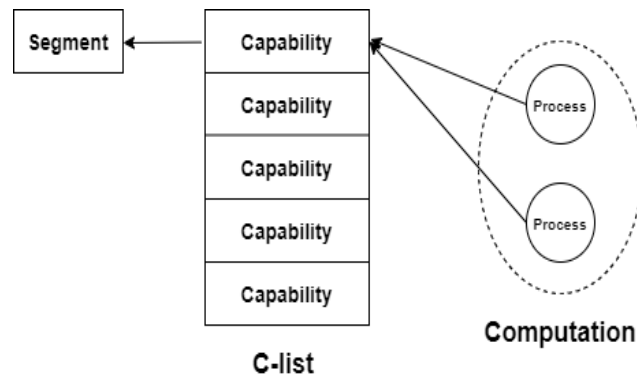 Segment
Capability
Capability
Capability
Capability
Capability
C-list
Process
Process
Computation